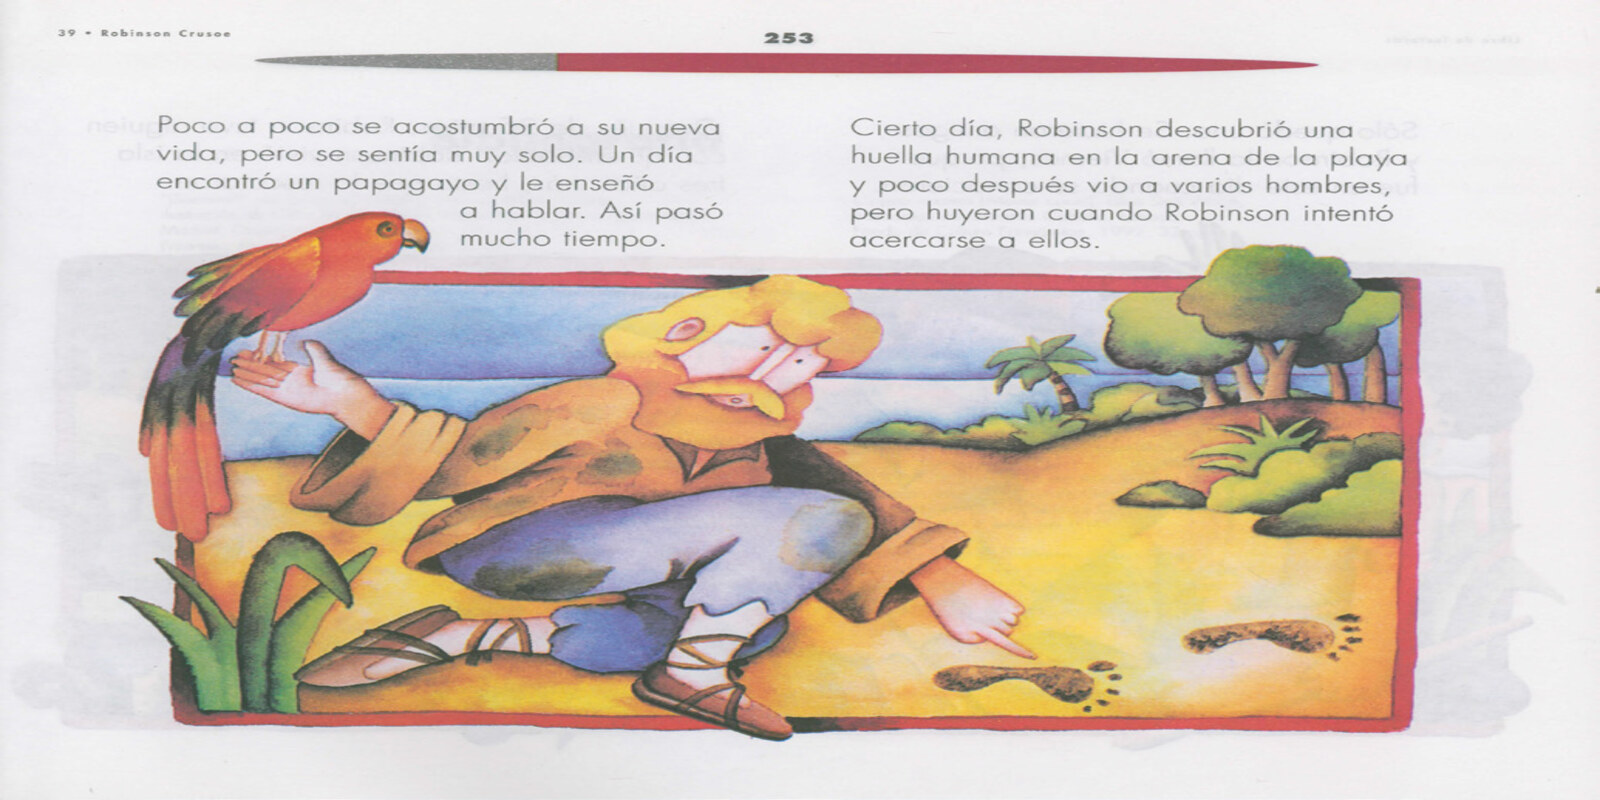 39 • Robinson Crusoe
253
Poco a poco se acostumbró a su nueva
vida, pero se sentía muy solo. Un día
encontró un papagayo y le enseñó
a hablar. Así pasó
mucho tiempo.
Cierto día, Robinson descubrió una
huella humana en la arena de la playa
y poco después vio a varios hombres,
pero huyeron cuando Robinson intentó
acercarse a ellos.